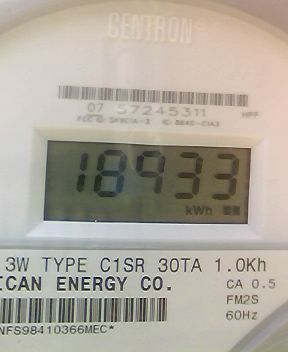 CENTRON®
07 57245311 HPF
18933
kWh
3W TYPE C1SR 30TA 1.0Kh
ICAN ENERGY CO. CA 0.5
FM2S
NFS98410366MEC* 60Hz